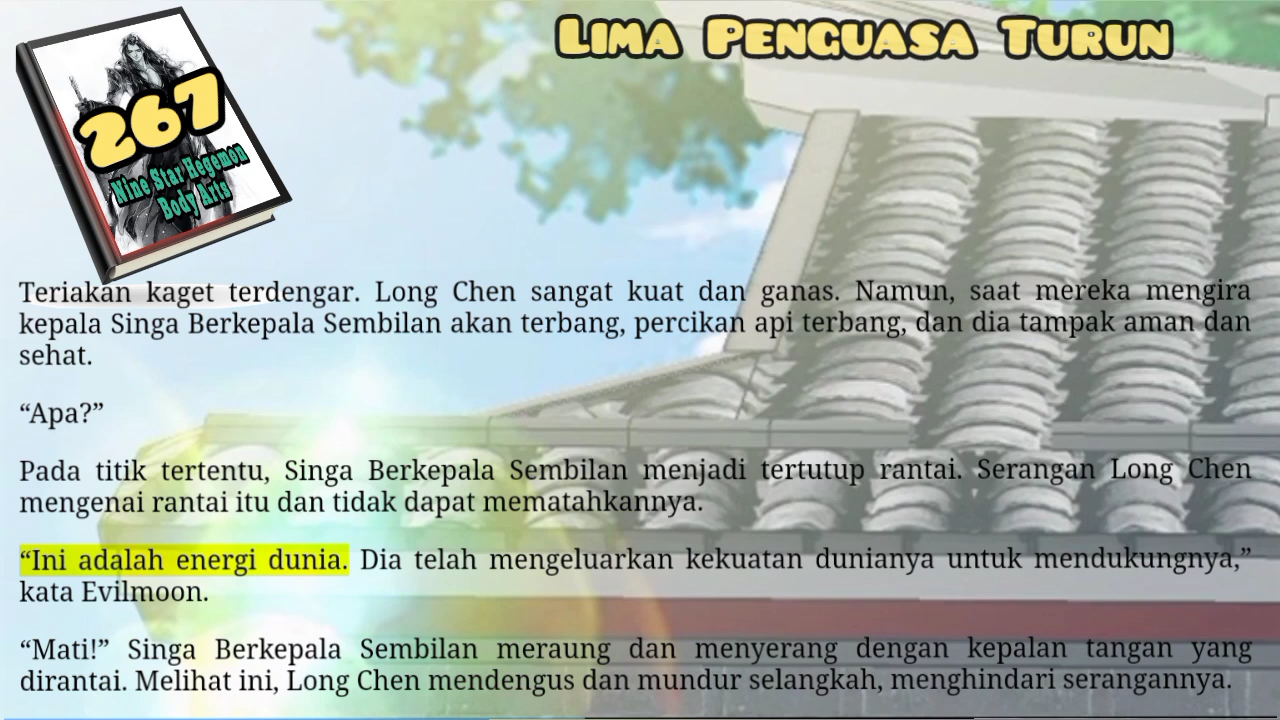 Lima Penguasa Turun
267
Nine Star Hegemon
Body Arts
Teriakan kaget terdengar. Long Chen sangat kuat dan ganas. Namun, saat mereka mengira
kepala Singa Berkepala Sembilan akan terbang, percikan api terbang, dan dia tampak aman dan
sehat.
“Apa?”
Pada titik tertentu, Singa Berkepala Sembilan menjadi tertutup rantai. Serangan Long Chen
mengenai rantai itu dan tidak dapat mematahkannya.
“Ini adalah energi dunia. Dia telah mengeluarkan kekuatan dunianya untuk mendukungnya,”
kata Evilmoon.
“Mati!” Singa Berkepala Sembilan meraung dan menyerang dengan kepalan tangan yang
dirantai. Melihat ini, Long Chen mendengus dan mundur selangkah, menghindari serangannya.